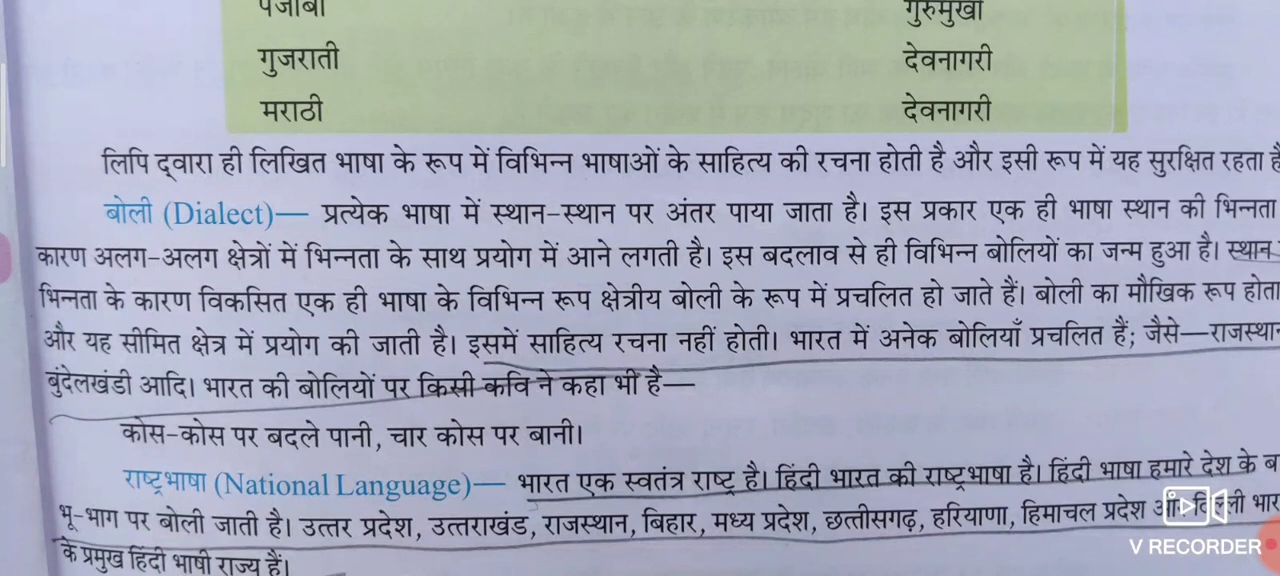 पंजाबी गुरुमुखी
गुजराती देवनागरी
मराठी देवनागरी
लिपि द्वारा ही लिखित भाषा के रूप में विभिन्न भाषाओं के साहित्य की रचना होती है और इसी रूप में यह सुरक्षित रहता है
बोली (Dialect)— प्रत्येक भाषा में स्थान-स्थान पर अंतर पाया जाता है। इस प्रकार एक ही भाषा स्थान की भिन्नता
कारण अलग-अलग क्षेत्रों में भिन्नता के साथ प्रयोग में आने लगती है। इस बदलाव से ही विभिन्न बोलियों का जन्म हुआ है। स्थान
भिन्नता के कारण विकसित एक ही भाषा के विभिन्न रूप क्षेत्रीय बोली के रूप में प्रचलित हो जाते हैं। बोली का मौखिक रूप होता
और यह सीमित क्षेत्र में प्रयोग की जाती है। इसमें साहित्य रचना नहीं होती। भारत में अनेक बोलियाँ प्रचलित हैं; जैसे—राजस्थान
बुंदेलखंडी आदि। भारत की बोलियों पर किसी कवि ने कहा भी है—
कोस-कोस पर बदले पानी, चार कोस पर बानी।
राष्ट्रभाषा (National Language)— भारत एक स्वतंत्र राष्ट्र है। हिंदी भारत की राष्ट्रभाषा है। हिंदी भाषा हमारे देश के
भू-भाग पर बोली जाती है। उत्तर प्रदेश, उत्तराखंड, राजस्थान, बिहार, मध्य प्रदेश, छत्तीसगढ़, हरियाणा, हिमाचल प्रदेश
के प्रमुख हिंदी भाषी राज्य हैं।
V RECORDER